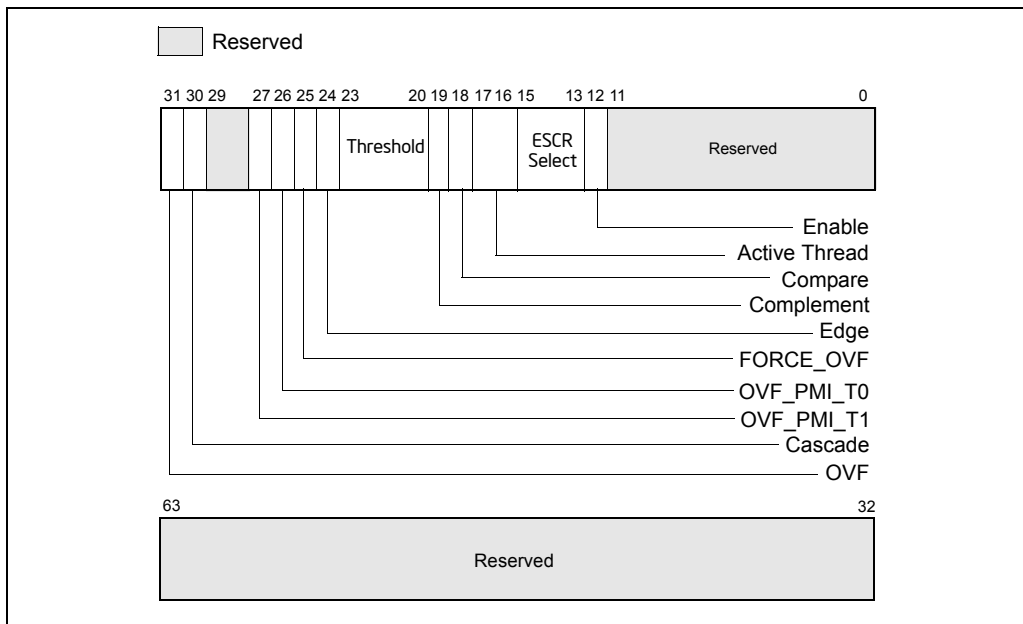 Reserved
31 30 29 27 26 25 24 23 20 19 18 17 16 15 13 12 11 0
Threshold
ESCR
Select
Reserved
Enable
Active Thread
Compare
Complement
Edge
FORCE_OVF
OVF_PMI_T0
OVF_PMI_T1
Cascade
OVF
63 32
Reserved